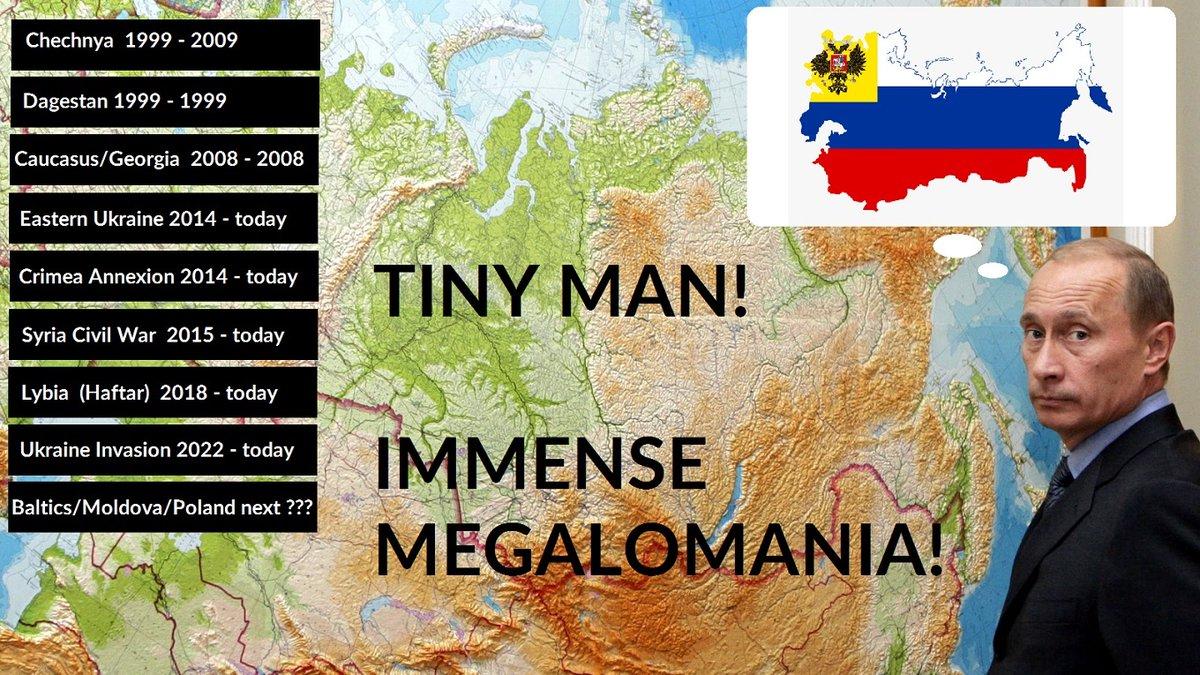 Chechnya 1999 - 2009
Dagestan 1999 - 1999
Caucasus/Georgia 2008 - 2008
Eastern Ukraine 2014 - today
Crimea Annexion 2014 - today
Syria Civil War 2015 - today
Lybia (Haftar) 2018 - today
Ukraine Invasion 2022 - today
Baltics/Moldova/Poland next ???
TINY MAN!
IMMENSE
MEGALOMANIA!